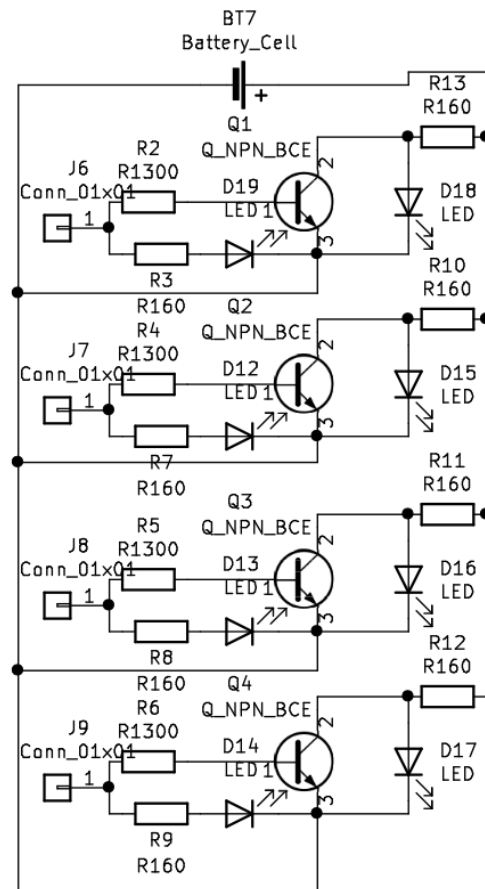 BT7
Battery_Cell
+
R13
R160
Q1
Q_NPN_BCE
R2
R1300
J6
Conn_01x01
1
D19
LED
1
2
3
D18
LED
R3
R160
R10
R160
Q2
Q_NPN_BCE
R4
R1300
J7
Conn_01x01
1
D12
LED
1
2
3
D15
LED
R7
R160
R11
R160
Q3
Q_NPN_BCE
R5
R1300
J8
Conn_01x01
1
D13
LED
1
2
3
D16
LED
R8
R160
R12
R160
Q4
Q_NPN_BCE
R6
R1300
J9
Conn_01x01
1
D14
LED
1
2
3
D17
LED
R9
R160